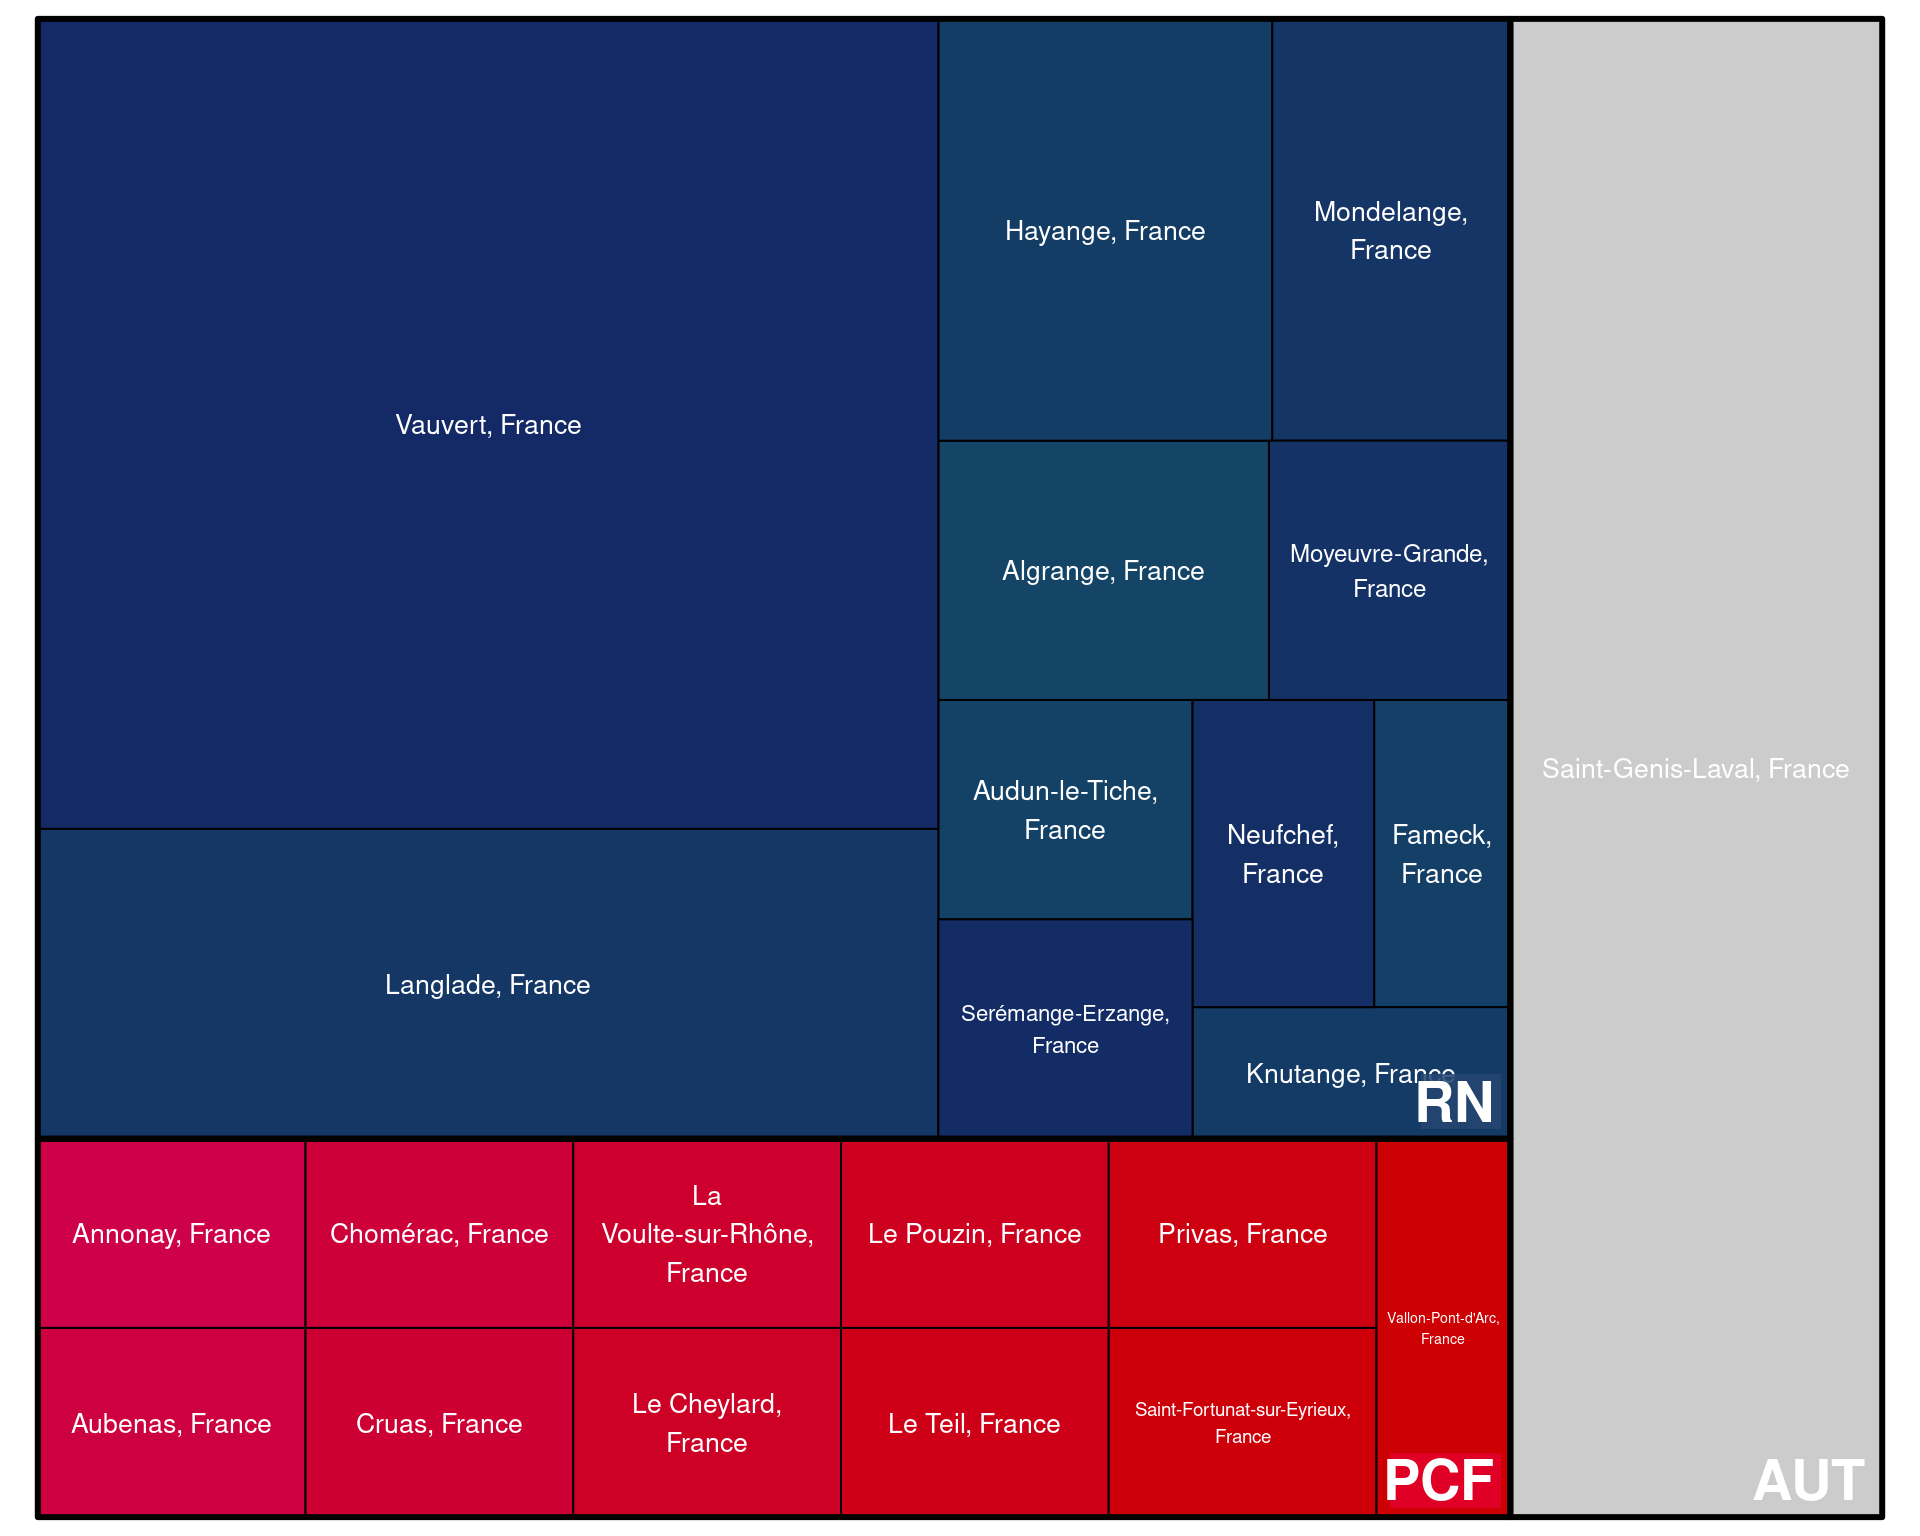 Vauvert, France
Hayange, France
Mondelange,
France
Algrange, France
Moyeuvre-Grande,
France
Saint-Genis-Laval, France
Audun-le-Tiche,
France
Neufchef,
France
Fameck,
France
Langlade, France
Serémange-Erzange,
France
Knutange, France
RN
Annonay, France
Chomérac, France
La
Voulte-sur-Rhône,
France
Le Pouzin, France
Privas, France
Vallon-Pont-d'Arc,
France
Aubenas, France
Cruas, France
Le Cheylard,
France
Le Teil, France
Saint-Fortunat-sur-Eyrieux,
France
PCF
AUT